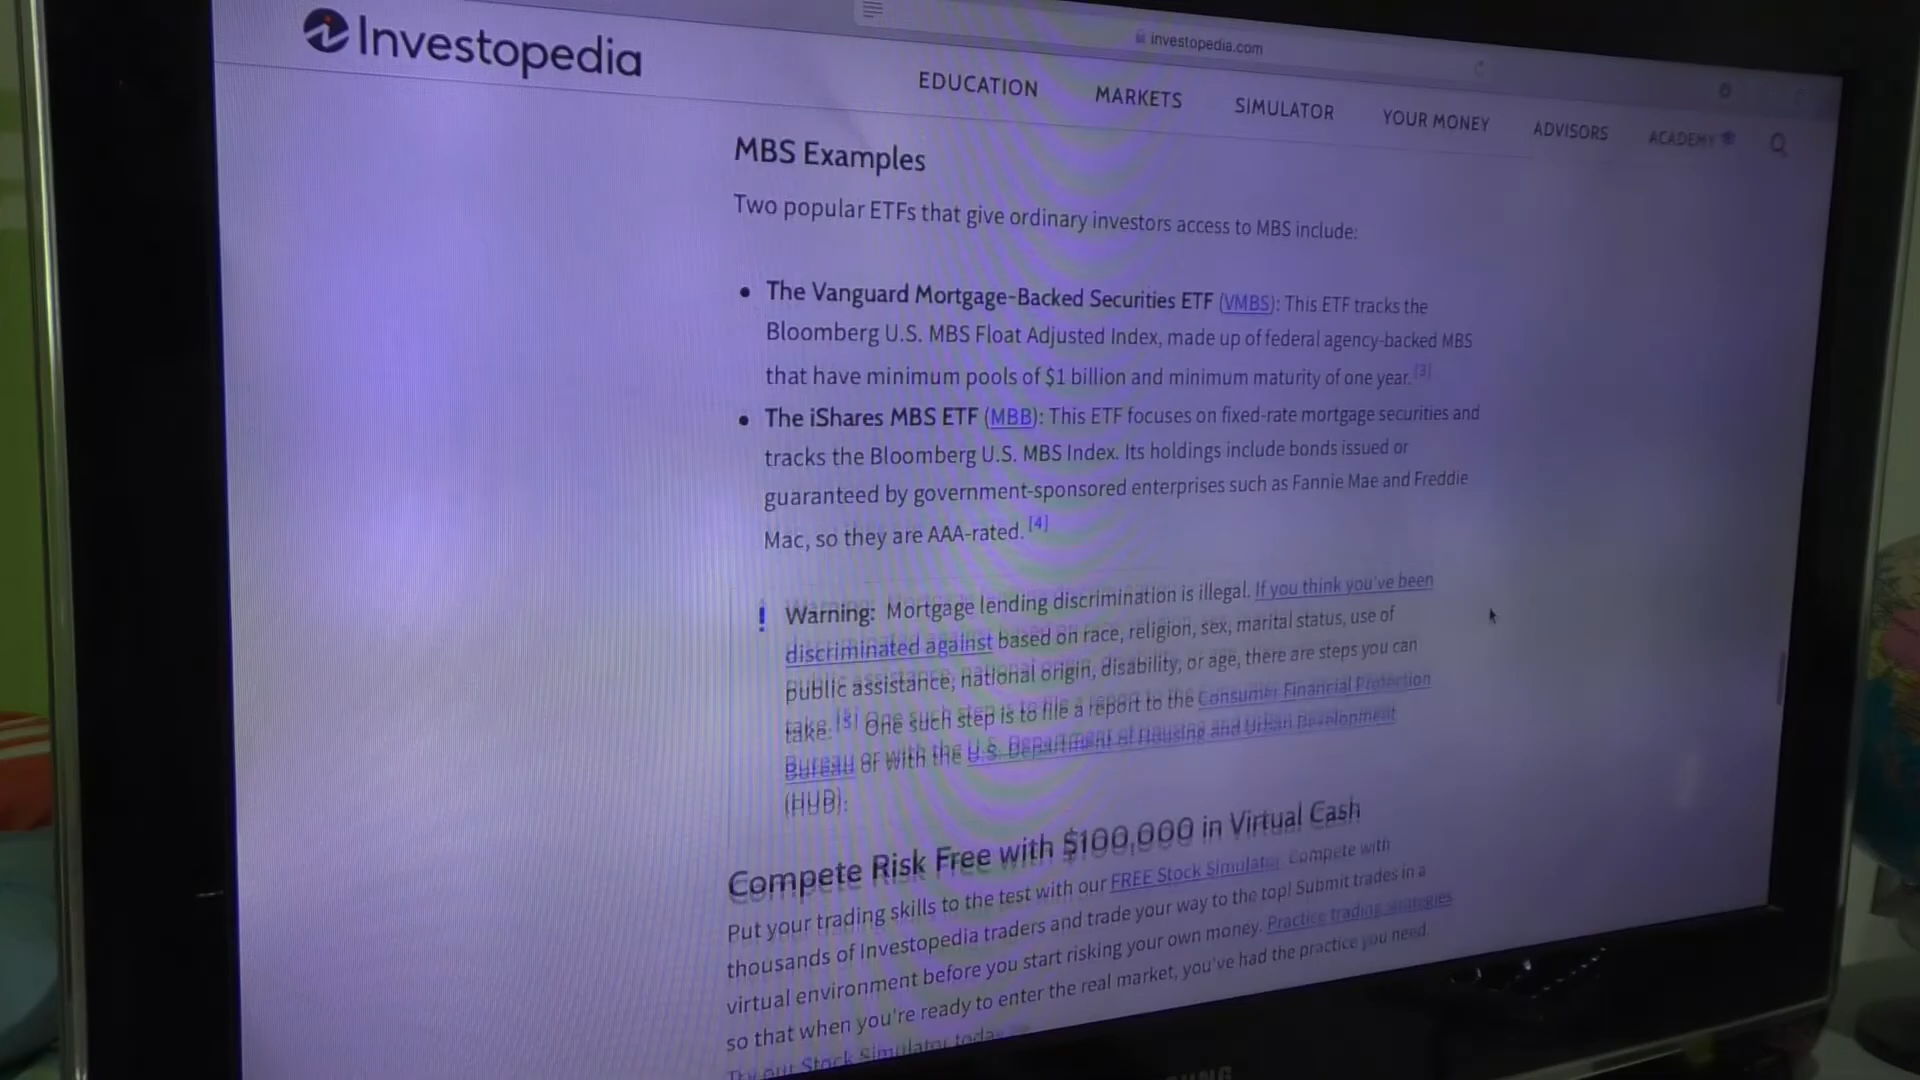 Investopedia
investopedia.com
EDUCATION MARKETS SIMULATOR YOUR MONEY ADVISORS ACADEMY
MBS Examples
Two popular ETFs that give ordinary investors access to MBS include:
• The Vanguard Mortgage-Backed Securities ETF (VMBS): This ETF tracks the
Bloomberg U.S. MBS Float Adjusted Index, made up of federal agency-backed MBS
that have minimum pools of $1 billion and minimum maturity of one year. [3]
• The iShares MBS ETF (MBB): This ETF focuses on fixed-rate mortgage securities and
tracks the Bloomberg U.S. MBS Index. Its holdings include bonds issued or
guaranteed by government-sponsored enterprises such as Fannie Mae and Freddie
Mac, so they are AAA-rated. [4]
! Warning: Mortgage lending discrimination is illegal. If you think you've been
discriminated against based on race, religion, sex, marital status, use of
public assistance, national origin, disability, or age, there are steps you can
take. [5] One such step is to file a report to the Consumer Financial Protection
Bureau or with the U.S. Department of Housing and Urban Development
(HUD).
Compete Risk Free with $100,000 in Virtual Cash
Put your trading skills to the test with our FREE Stock Simulator. Compete with
thousands of Investopedia traders and trade your way to the top! Submit trades in a
virtual environment before you start risking your own money. Practice trading strategies
so that when you're ready to enter the real market, you've had the practice you need.
Try out Stock Simulator today